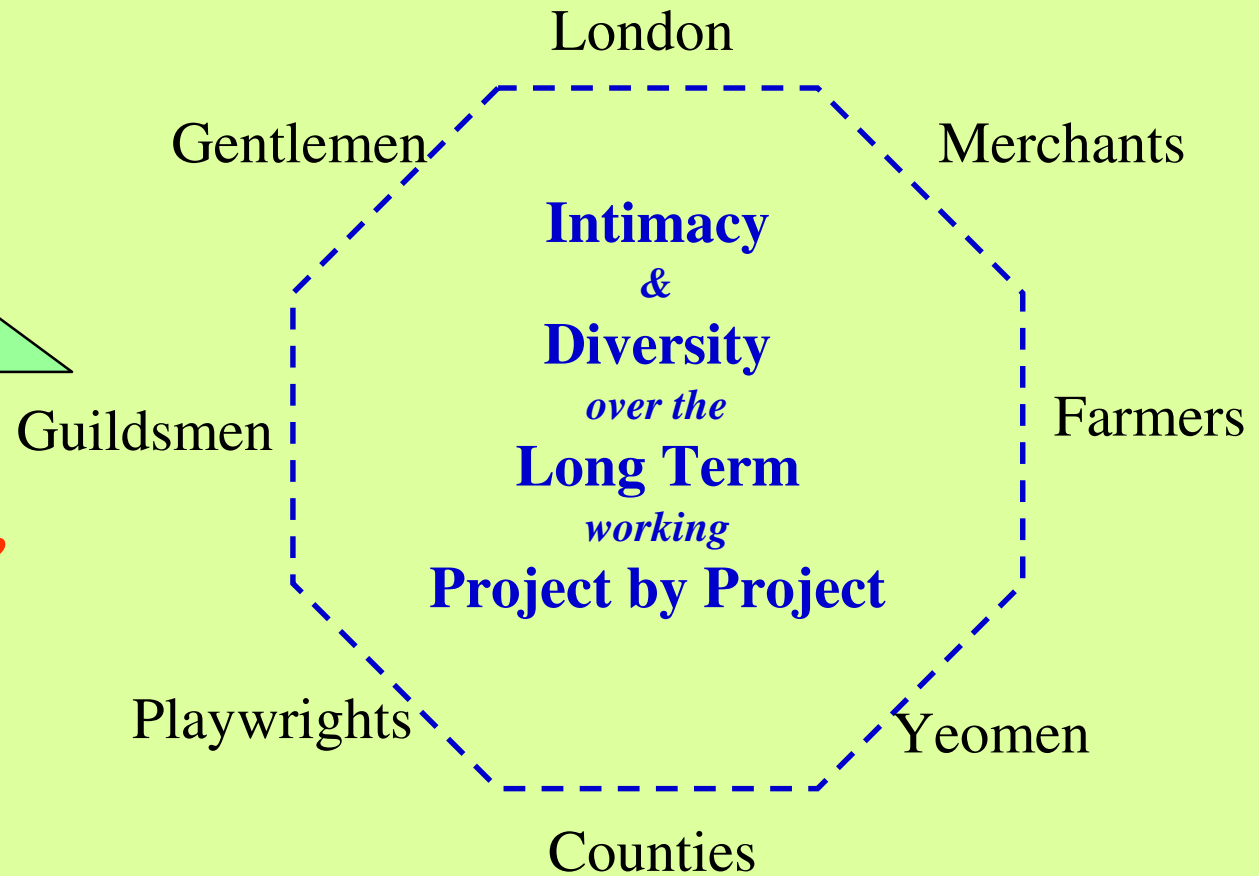 London
Gentlemen
Merchants
Intimacy
&
Diversity
over the
Long Term
working
Project by Project
Guildsmen
Farmers
Playwrights
Yeomen
Counties